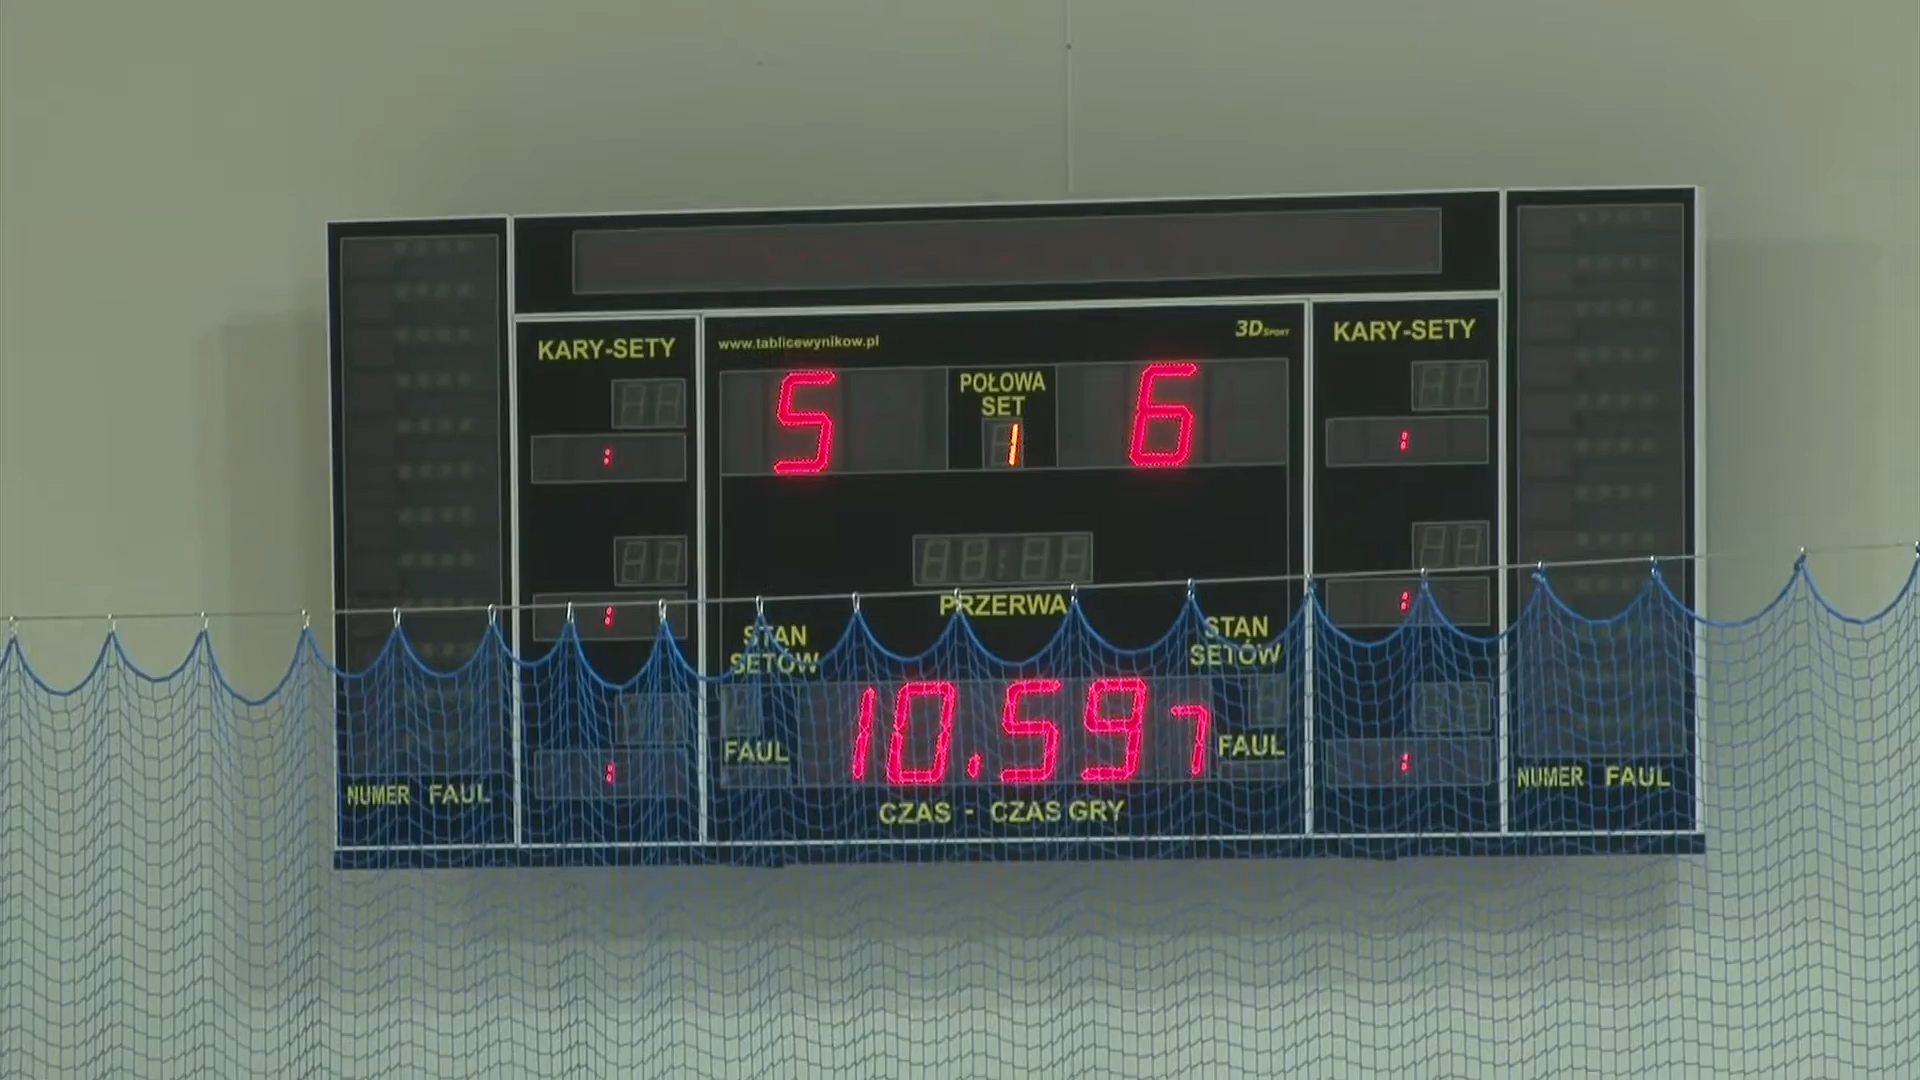 KARY-SETY
www.tablicewynikow.pl
3D SPORT
KARY-SETY
5
POŁOWA
SET
1
6
:
:
:
:
PRZERWA
STAN
SETÓW
STAN
SETÓW
10.59 7
FAUL
FAUL
:
:
NUMER FAUL
CZAS - CZAS GRY
NUMER FAUL